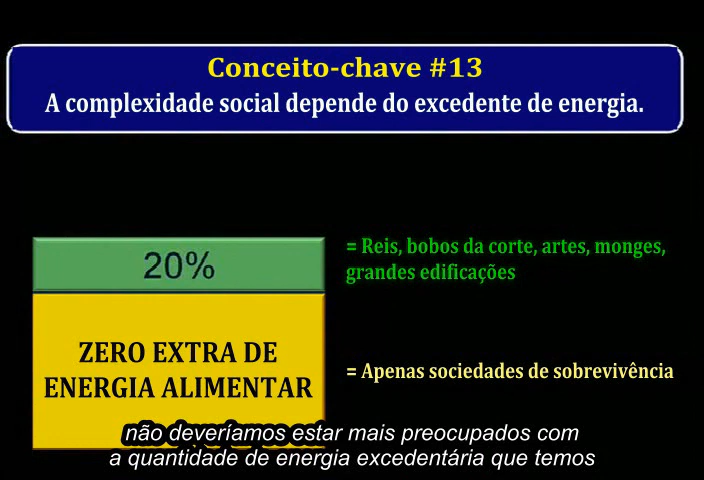 Conceito-chave #13
A complexidade social depende do excedente de energia.
20%
= Reis, bobos da corte, artes, monges,
grandes edificações
ZERO EXTRA DE
ENERGIA ALIMENTAR
= Apenas sociedades de sobrevivência
não deveríamos estar mais preocupados com
a quantidade de energia excedentária que temos